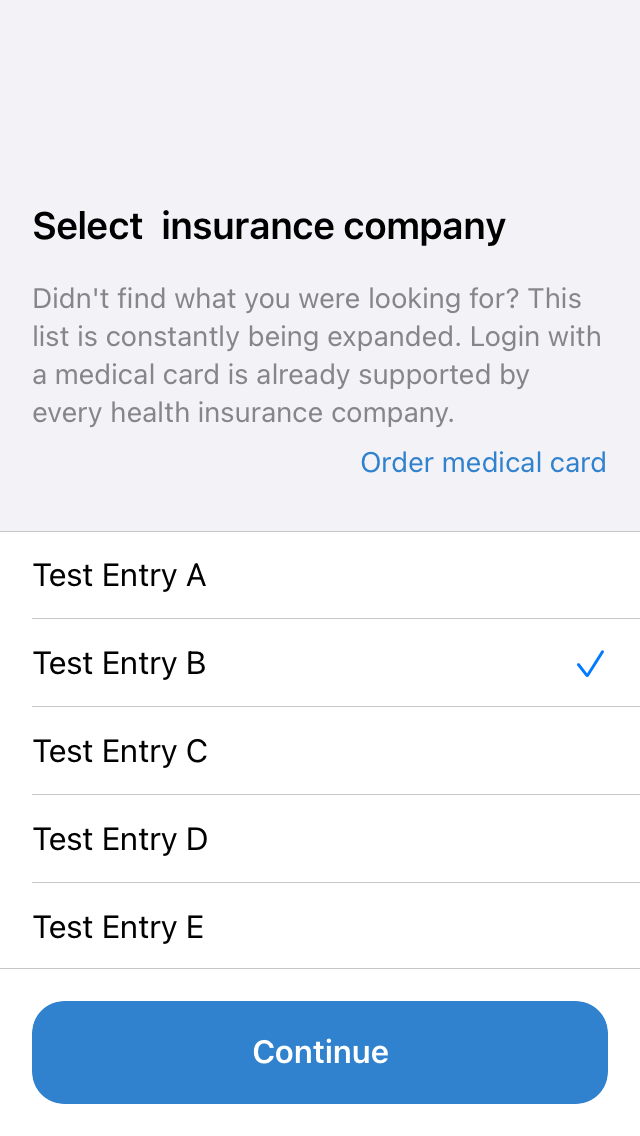 Select  insurance company
Didn't find what you were looking for? This
list is constantly being expanded. Login with
a medical card is already supported by
every health insurance company.
Order medical card
Test Entry A
Test Entry B
Test Entry C
Test Entry D
Test Entry E
Continue